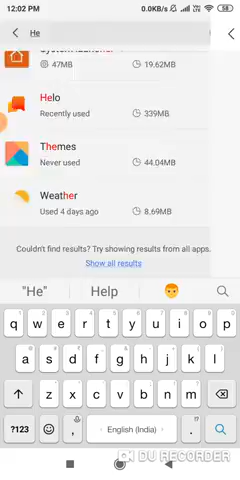 12:02 PM
0.0KB/s
58
He
System launcher
47MB
19.62MB
Helo
Recently used
339MB
Themes
Never used
44.04MB
Weather
Used 4 days ago
8.69MB
Couldn't find results? Try showing results from all apps.
Show all results
"He"
Help
q w e r t y u i o p
a s d f g h j k l
z x c v b n m
?123
, English (India) .
DU RECORDER